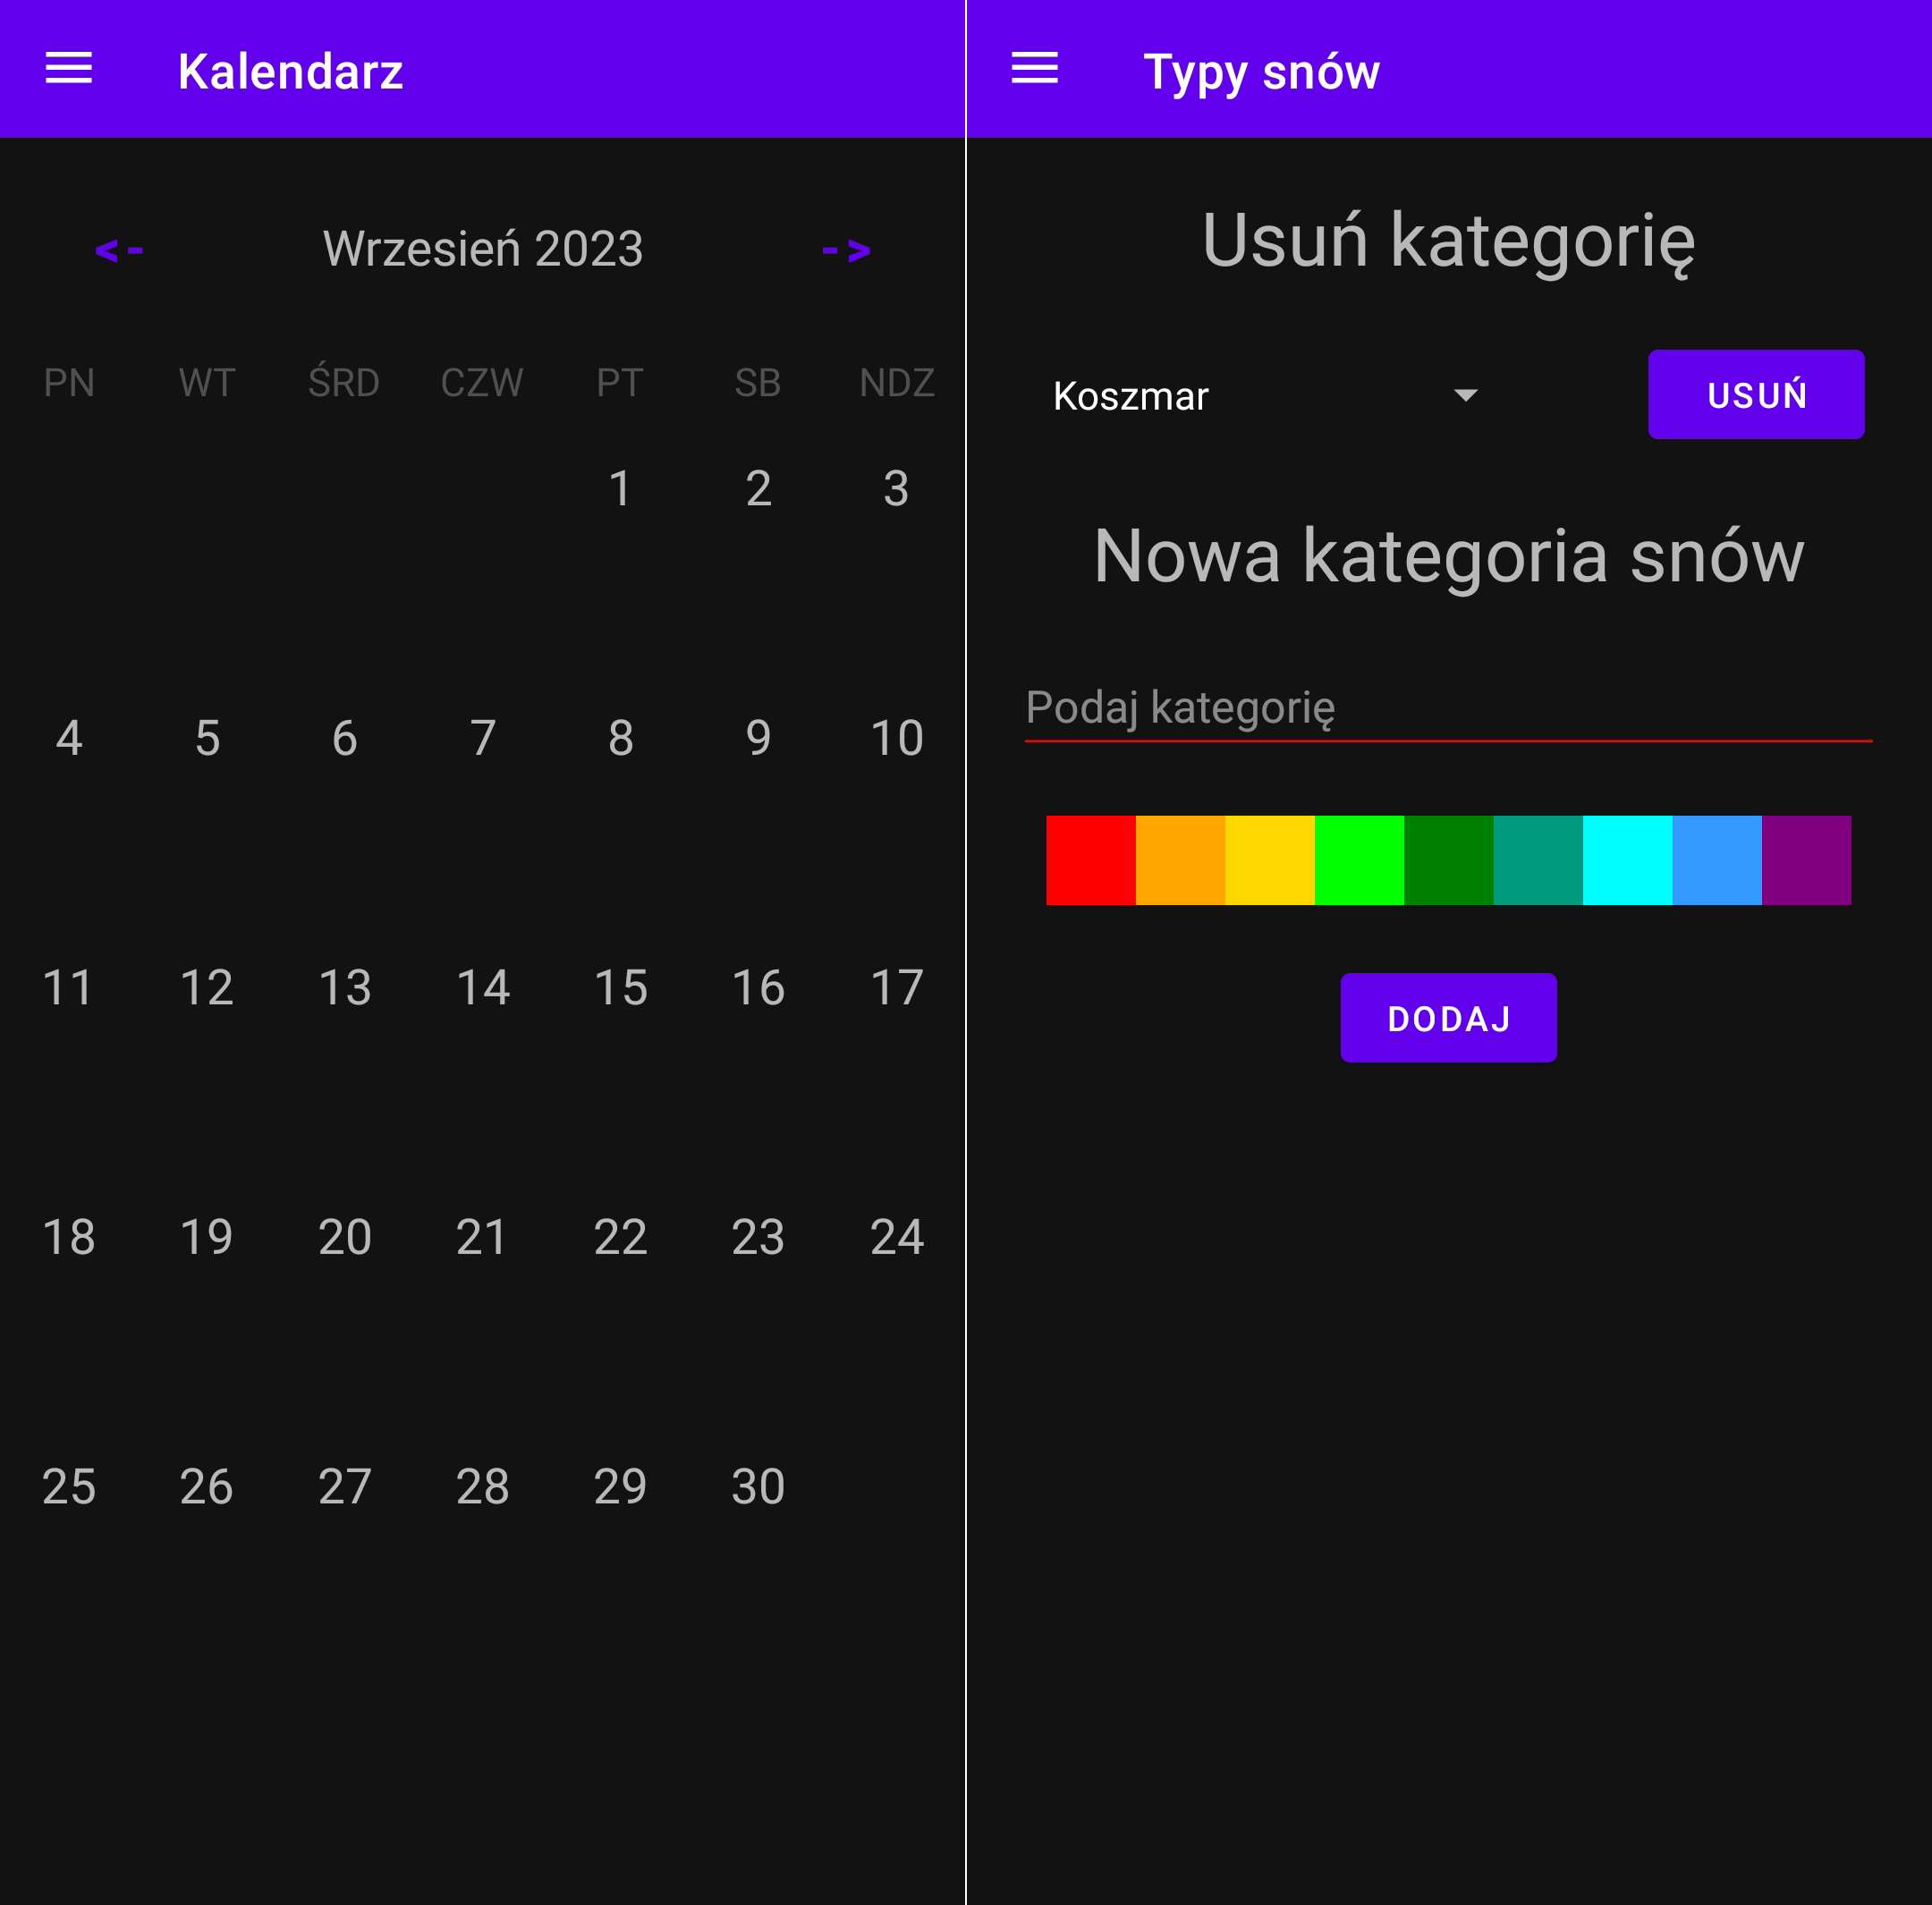 Kalendarz
<- Wrzesień 2023 ->
PN WT ŚRD CZW PT SB NDZ
1 2 3
4 5 6 7 8 9 10
11 12 13 14 15 16 17
18 19 20 21 22 23 24
25 26 27 28 29 30
Typy snów
Usuń kategorię
Koszmar USUŃ
Nowa kategoria snów
Podaj kategorię
DODAJ